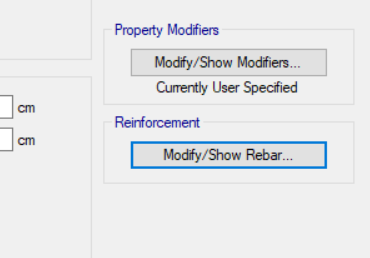 Property Modifiers
Modify/Show Modifiers...
Currently User Specified
cm
Reinforcement
cm
Modify/Show Rebar...